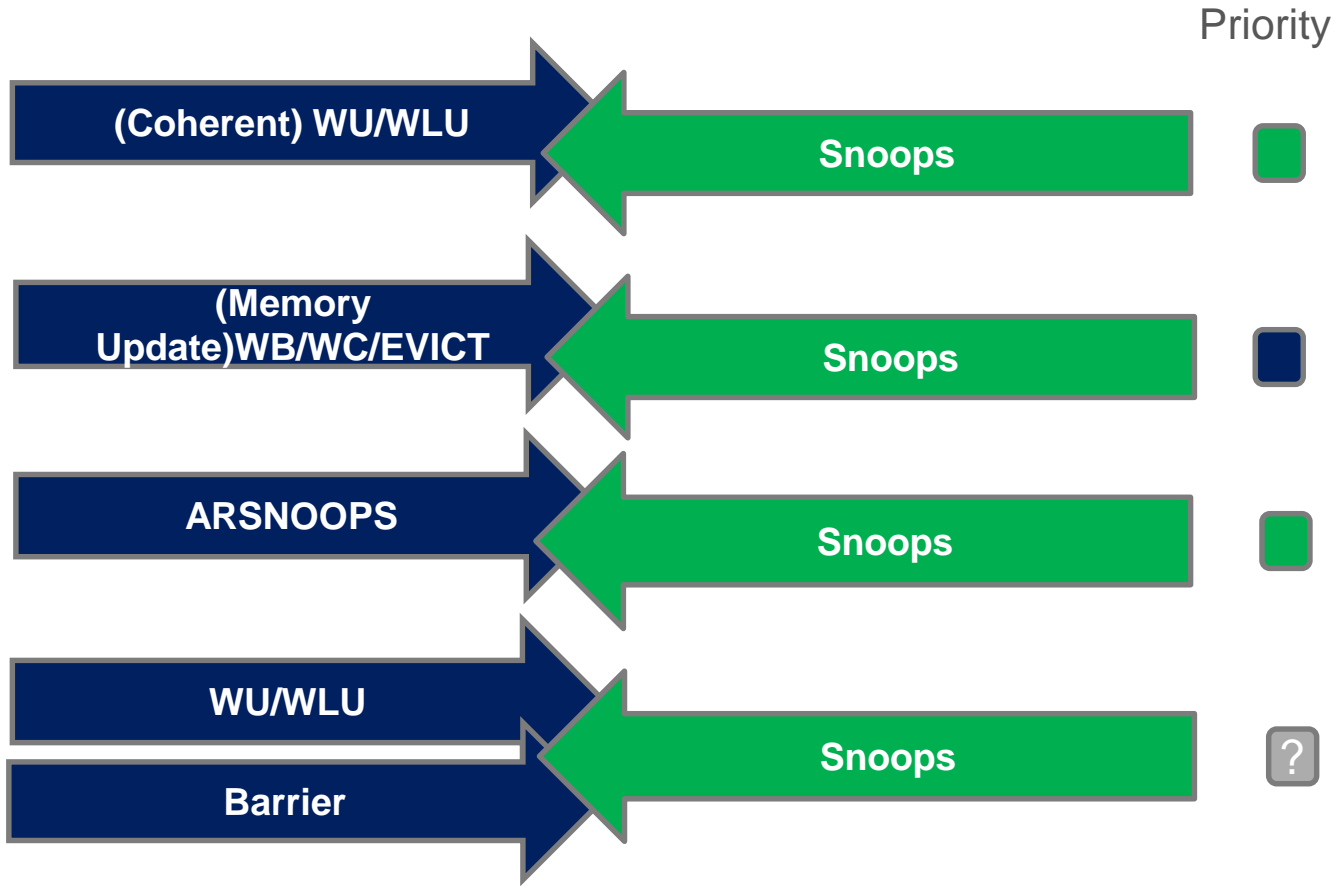 Priority
(Coherent) WU/WLU
Snoops
(Memory
Update)WB/WC/EVICT
Snoops
ARSNOOPS
Snoops
WU/WLU
Snoops
?
Barrier